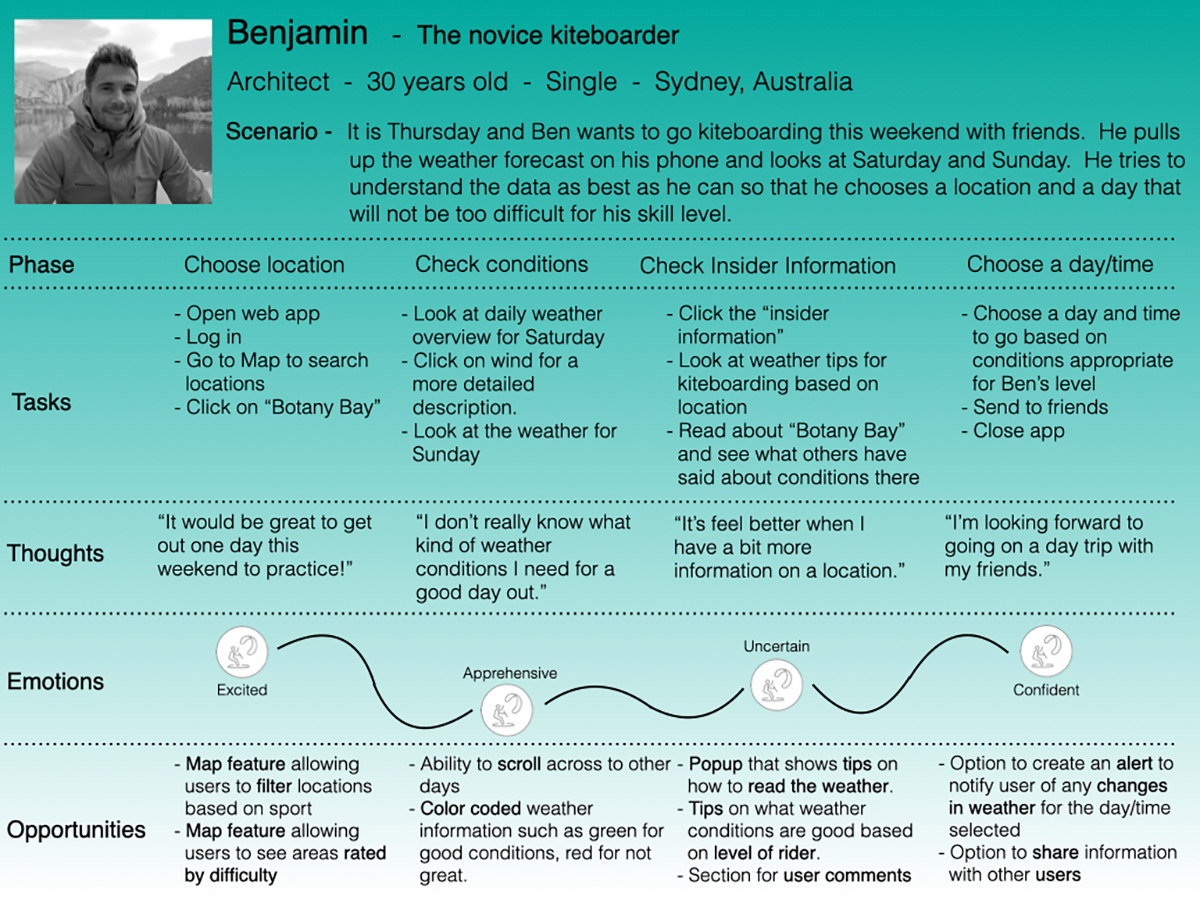 Benjamin - The novice kiteboarder
Architect - 30 years old - Single - Sydney, Australia
Scenario - It is Thursday and Ben wants to go kiteboarding this weekend with friends. He pulls
up the weather forecast on his phone and looks at Saturday and Sunday. He tries to
understand the data as best as he can so that he chooses a location and a day that
will not be too difficult for his skill level.
Phase
Choose location
Check conditions
Check Insider Information
Choose a day/time
Tasks
- Open web app
- Log in
- Go to Map to search
locations
- Click on “Botany Bay”
- Look at daily weather
overview for Saturday
- Click on wind for a
more detailed
description.
- Look at the weather for
Sunday
- Click the “insider
information”
- Look at weather tips for
kiteboarding based on
location
- Read about “Botany Bay”
and see what others have
said about conditions there
- Choose a day and time
to go based on
conditions appropriate
for Ben’s level
- Send to friends
- Close app
Thoughts
“It would be great to get
out one day this
weekend to practice!”
“I don’t really know what
kind of weather
conditions I need for a
good day out.”
“It’s feel better when I
have a bit more
information on a location.”
“I’m looking forward to
going on a day trip with
my friends.”
Emotions
Excited
Apprehensive
Uncertain
Confident
Opportunities
- Map feature allowing
users to filter locations
based on sport
- Map feature allowing
users to see areas rated
by difficulty
- Ability to scroll across to other
days
- Color coded weather
information such as green for
good conditions, red for not
great.
- Popup that shows tips on
how to read the weather.
- Tips on what weather
conditions are good based
on level of rider.
- Section for user comments
- Option to create an alert to
notify user of any changes
in weather for the day/time
selected
- Option to share information
with other users